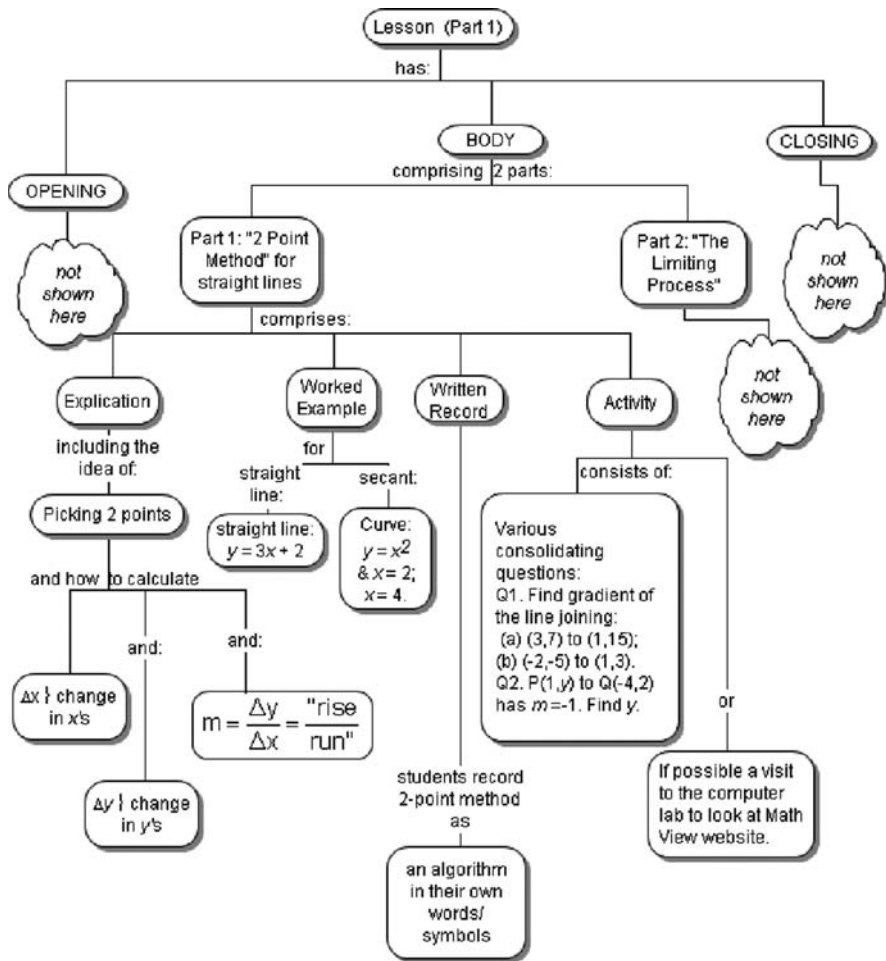 Lesson (Part 1)
has:
OPENING
BODY
CLOSING
not
shown
here
comprising 2 parts:
Part 1: "2 Point
Method" for
straight lines
Part 2: "The
Limiting
Process"
not
shown
here
not
shown
here
comprises:
Explication
Worked
Example
Written
Record
Activity
including the
idea of:
Picking 2 points
and how to calculate
Δx } change
in x's
and:
Δy } change
in y's
and:
m = Δy/Δx = "rise/run"
for
straight
line:
straight line:
y = 3x + 2
secant:
Curve:
y = x²
& x = 2;
x = 4.
students record
2-point method
as
an algorithm
in their own
words/
symbols
consists of:
Various
consolidating
questions:
Q1. Find gradient of
the line joining:
(a) (3,7) to (1,15);
(b) (-2,-5) to (1,3).
Q2. P(1,y) to Q(-4,2)
has m=-1. Find y.
or
If possible a visit
to the computer
lab to look at Math
View website.